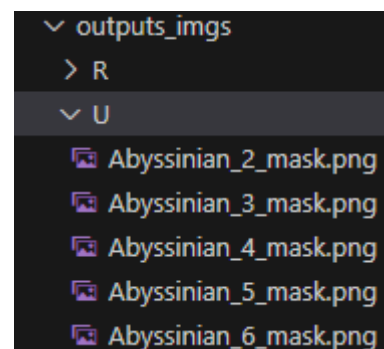 outputs_imgs
R
U
Abyssinian_2_mask.png
Abyssinian_3_mask.png
Abyssinian_4_mask.png
Abyssinian_5_mask.png
Abyssinian_6_mask.png